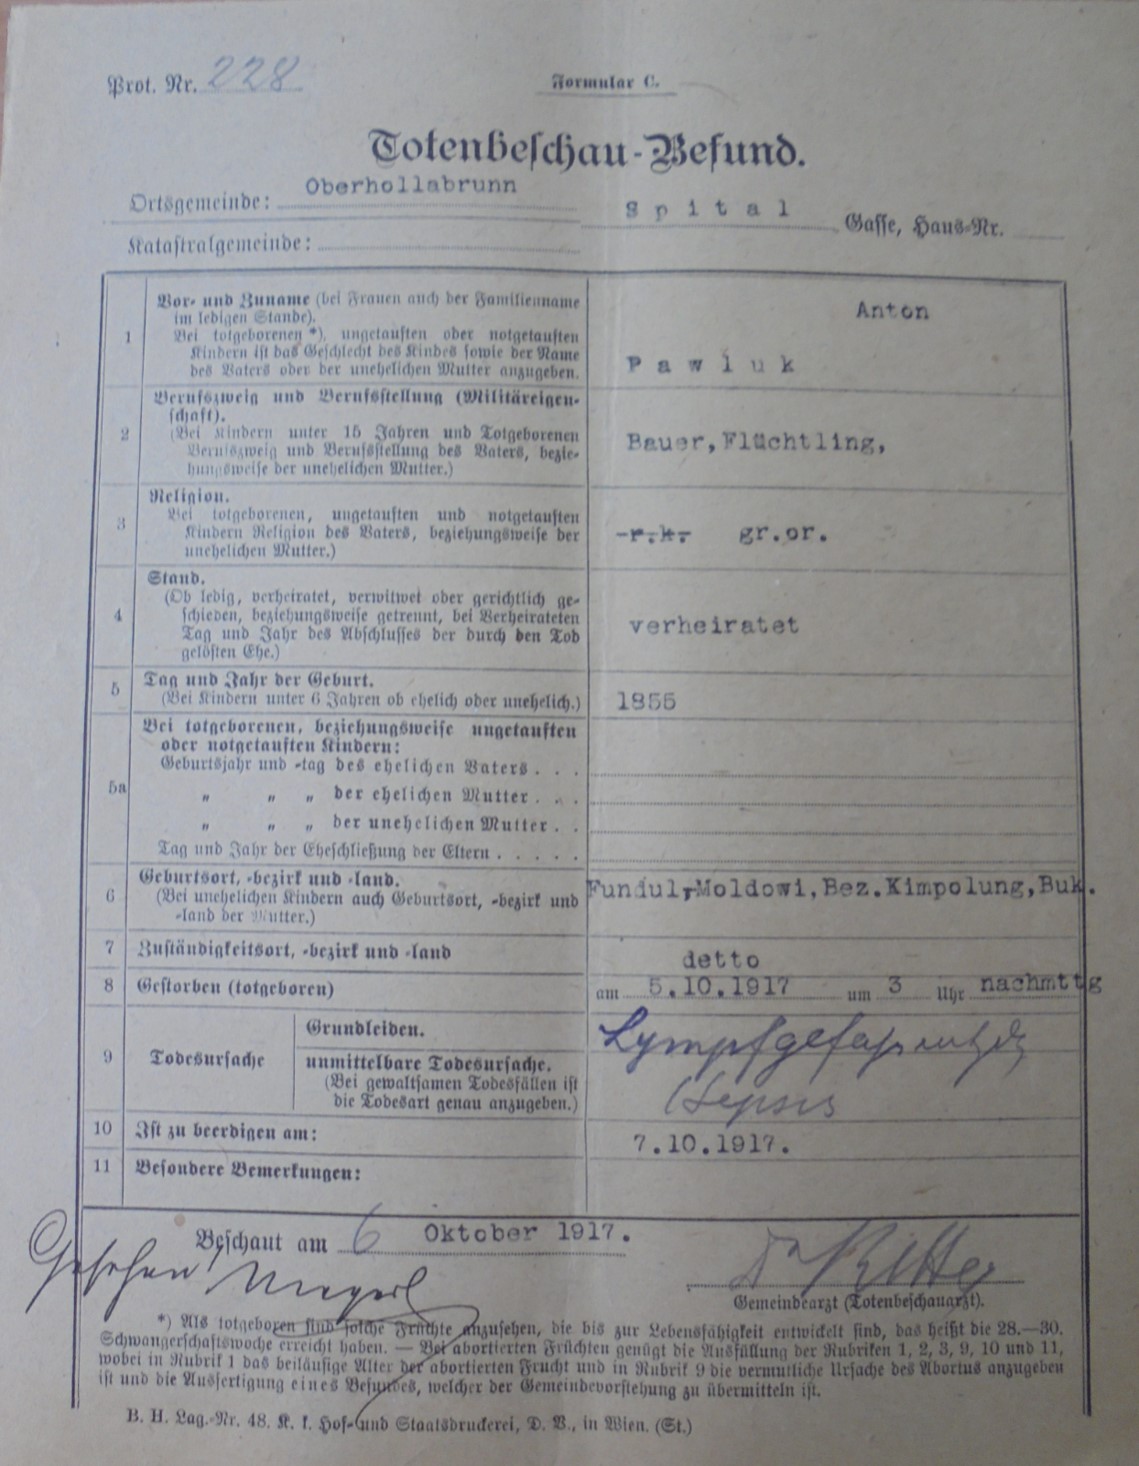 Prot. Nr. 228
Formular C.
Totenbeschau-Befund.
Ortsgemeinde: Oberhollabrunn
Spital Gasse, Haus-Nr.
Katastralgemeinde:
1 Vor- und Zuname (bei Frauen auch der Familienname
im ledigen Stande).
Bei totgeborenen *), ungetauften oder notgetauften
Kindern ist das Geschlecht des Kindes sowie der Name
des Vaters oder der unehelichen Mutter anzugeben.
Anton
Pawluk
2 Berufszweig und Berufsstellung (Militäreigen-
schaft).
(Bei Kindern unter 15 Jahren und Totgeborenen
Berufszweig und Berufsstellung des Vaters, bezie-
hungsweise der unehelichen Mutter.)
Bauer,Flüchtling,
3 Religion.
Bei totgeborenen, ungetauften und notgetauften
Kindern Religion des Vaters, beziehungsweise der
unehelichen Mutter.)
-r.k.- gr.or.
4 Stand.
(Ob ledig, verheiratet, verwitwet oder gerichtlich ge-
schieden, beziehungsweise getrennt, bei Verheirateten
Tag und Jahr des Abschlusses der durch den Tod
gelösten Ehe.)
verheiratet
5 Tag und Jahr der Geburt.
(Bei Kindern unter 6 Jahren ob ehelich oder unehelich.)
1855
5a Bei totgeborenen, beziehungsweise ungetauften
oder notgetauften Kindern:
Geburtsjahr und -tag des ehelichen Vaters . . .
„ „ „ der ehelichen Mutter . . .
„ „ „ der unehelichen Mutter . .
Tag und Jahr der Eheschließung der Eltern . . . . .
6 Geburtsort, -bezirk und -land.
(Bei unehelichen Kindern auch Geburtsort, -bezirk und
-land der Mutter.)
Fundul,-Moldowi,Bez.Kimpolung,Buk.
7 Zuständigkeitsort, -bezirk und -land
detto
8 Gestorben (totgeboren)
am 5.10.1917 um 3 Uhr nachmttg
9 Todesursache
Grundleiden.
Lympfgefäß
unmittelbare Todesursache.
(Bei gewaltsamen Todesfällen ist
die Todesart genau anzugeben.)
Sepsis
10 Ist zu beerdigen am:
7.10.1917.
11 Besondere Bemerkungen:
Beschaut am 6 Oktober 1917.
Gesehen
Dr Ritter
Gemeindearzt (Totenbeschauarzt).
*) Als totgeboren sind solche Früchte anzusehen, die bis zur Lebensfähigkeit entwickelt sind, das heißt die 28.—30.
Schwangerschaftswoche erreicht haben. — Bei abortierten Früchten genügt die Ausfüllung der Rubriken 1, 2, 3, 9, 10 und 11,
wobei in Rubrik 1 das beiläufige Alter der abortierten Frucht und in Rubrik 9 die vermutliche Ursache des Abortus anzugeben
ist und die Ausfertigung eines Befundes, welcher der Gemeindevorstehung zu übermitteln ist.
B. H. Lag.-Nr. 48. K. k. Hof- und Staatsdruckerei, D. V., in Wien. (St.)